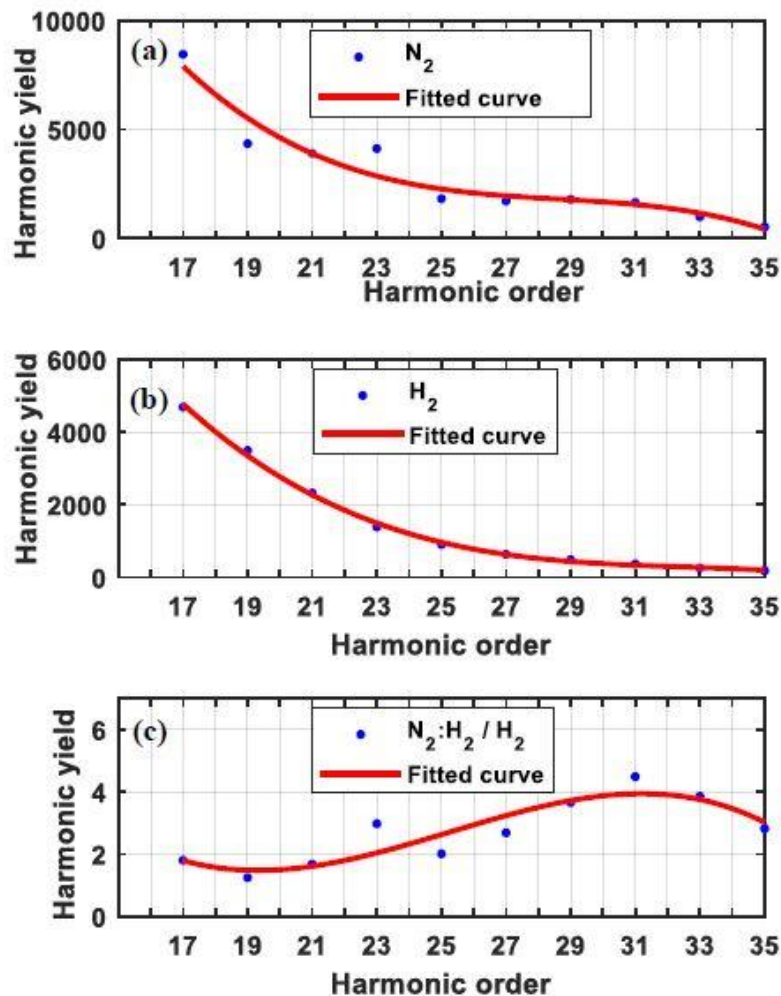 10000
(a)
N2
Fitted curve
5000
0
Harmonic yield
17 19 21 23 25 27 29 31 33 35
Harmonic order
6000
(b)
H2
Fitted curve
4000
2000
0
Harmonic yield
17 19 21 23 25 27 29 31 33 35
Harmonic order
(c)
N2:H2 / H2
Fitted curve
6
4
2
0
Harmonic yield
17 19 21 23 25 27 29 31 33 35
Harmonic order